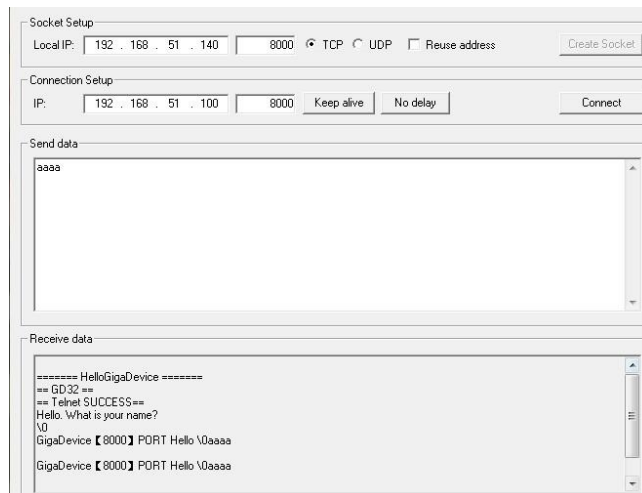 Socket Setup
Local IP: 192 . 168 . 51 . 140 8000 TCP UDP Reuse address Create Socket
Connection Setup
IP: 192 . 168 . 51 . 100 8000 Keep alive No delay Connect
Send data
aaaa
Receive data
======= HelloGigaDevice =======
== GD32 ==
== Telnet SUCCESS==
Hello. What is your name?
\0
GigaDevice【8000】PORT Hello \0aaaa
GigaDevice【8000】PORT Hello \0aaaa